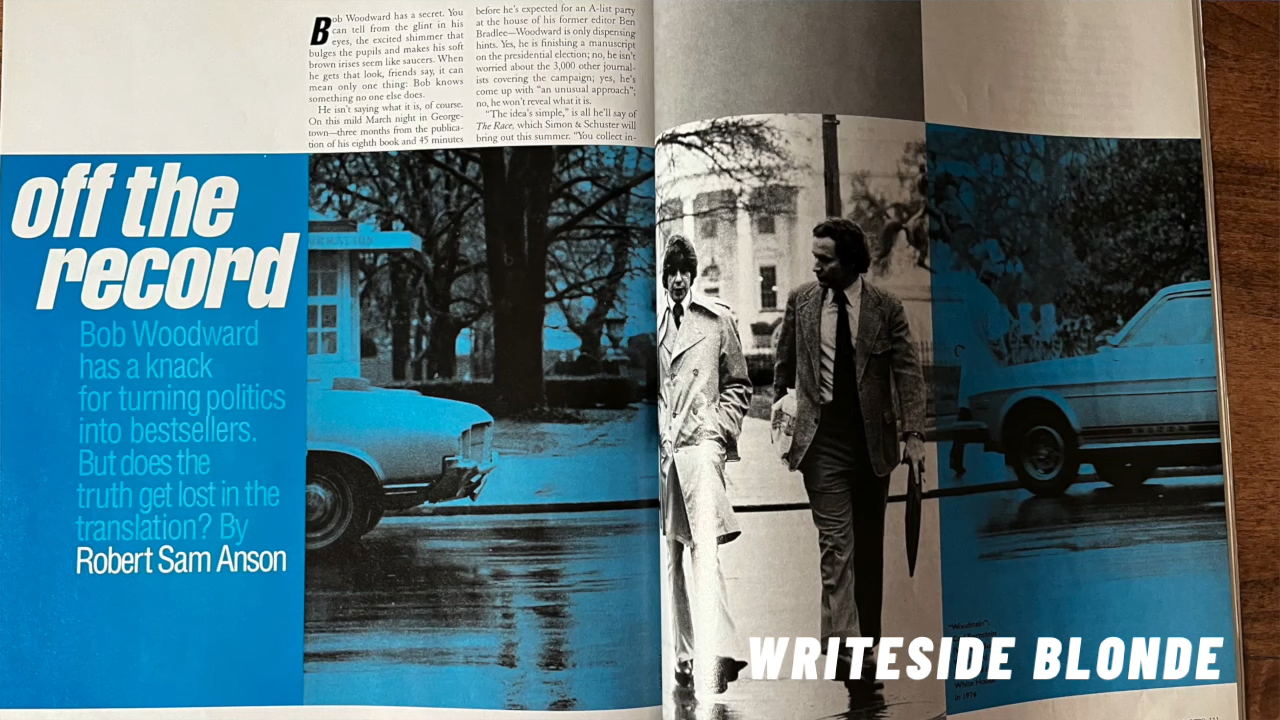 Bob Woodward has a secret. You
can tell from the glint in his
eyes, the excited shimmer that
bulges the pupils and makes his soft
brown irises seem like saucers. When
he gets that look, friends say, it can
mean only one thing: Bob knows
something no one else does.
He isn't saying what it is, of course.
On this mild March night in George-
town—three months from the publica-
tion of his eighth book and 45 minutes
before he's expected for an A-list party
at the house of his former editor Ben
Bradlee—Woodward is only dispensing
hints. Yes, he is finishing a manuscript
on the presidential election; no, he isn't
worried about the 3,000 other journal-
ists covering the campaign; yes, he's
come up with "an unusual approach";
no, he won't reveal what it is.
"The idea's simple," is all he'll say of
The Race, which Simon & Schuster will
bring out this summer. "You collect in-
off the
record
Bob Woodward
has a knack
for turning politics
into bestsellers.
But does the
truth get lost in the
translation? By
Robert Sam Anson
"Woodstein":
White House
in 1974
WRITESIDE BLONDE